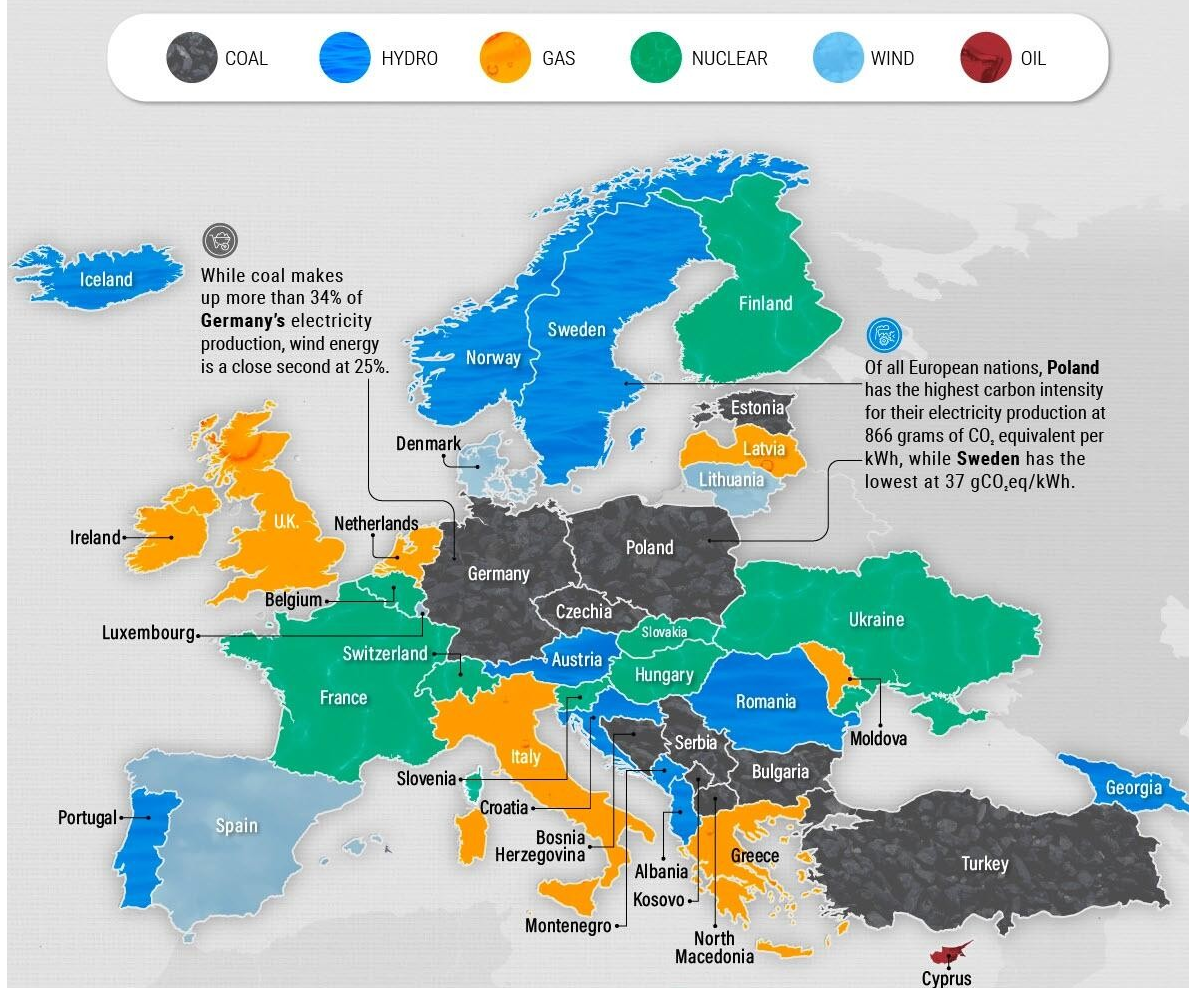 COAL
HYDRO
GAS
NUCLEAR
WIND
OIL
Iceland
While coal makes
up more than 34% of
Germany's electricity
production, wind energy
is a close second at 25%.
Norway
Sweden
Finland
Of all European nations, Poland
has the highest carbon intensity
for their electricity production at
866 grams of CO₂ equivalent per
kWh, while Sweden has the
lowest at 37 gCO₂eq/kWh.
Estonia
Latvia
Lithuania
Denmark
Ireland
U.K.
Netherlands
Belgium
Luxembourg
Germany
Poland
Czechia
Slovakia
Ukraine
Switzerland
Austria
Hungary
France
Romania
Moldova
Italy
Slovenia
Croatia
Serbia
Bulgaria
Bosnia
Herzegovina
Portugal
Spain
Georgia
Albania
Greece
Turkey
Kosovo
Montenegro
North
Macedonia
Cyprus